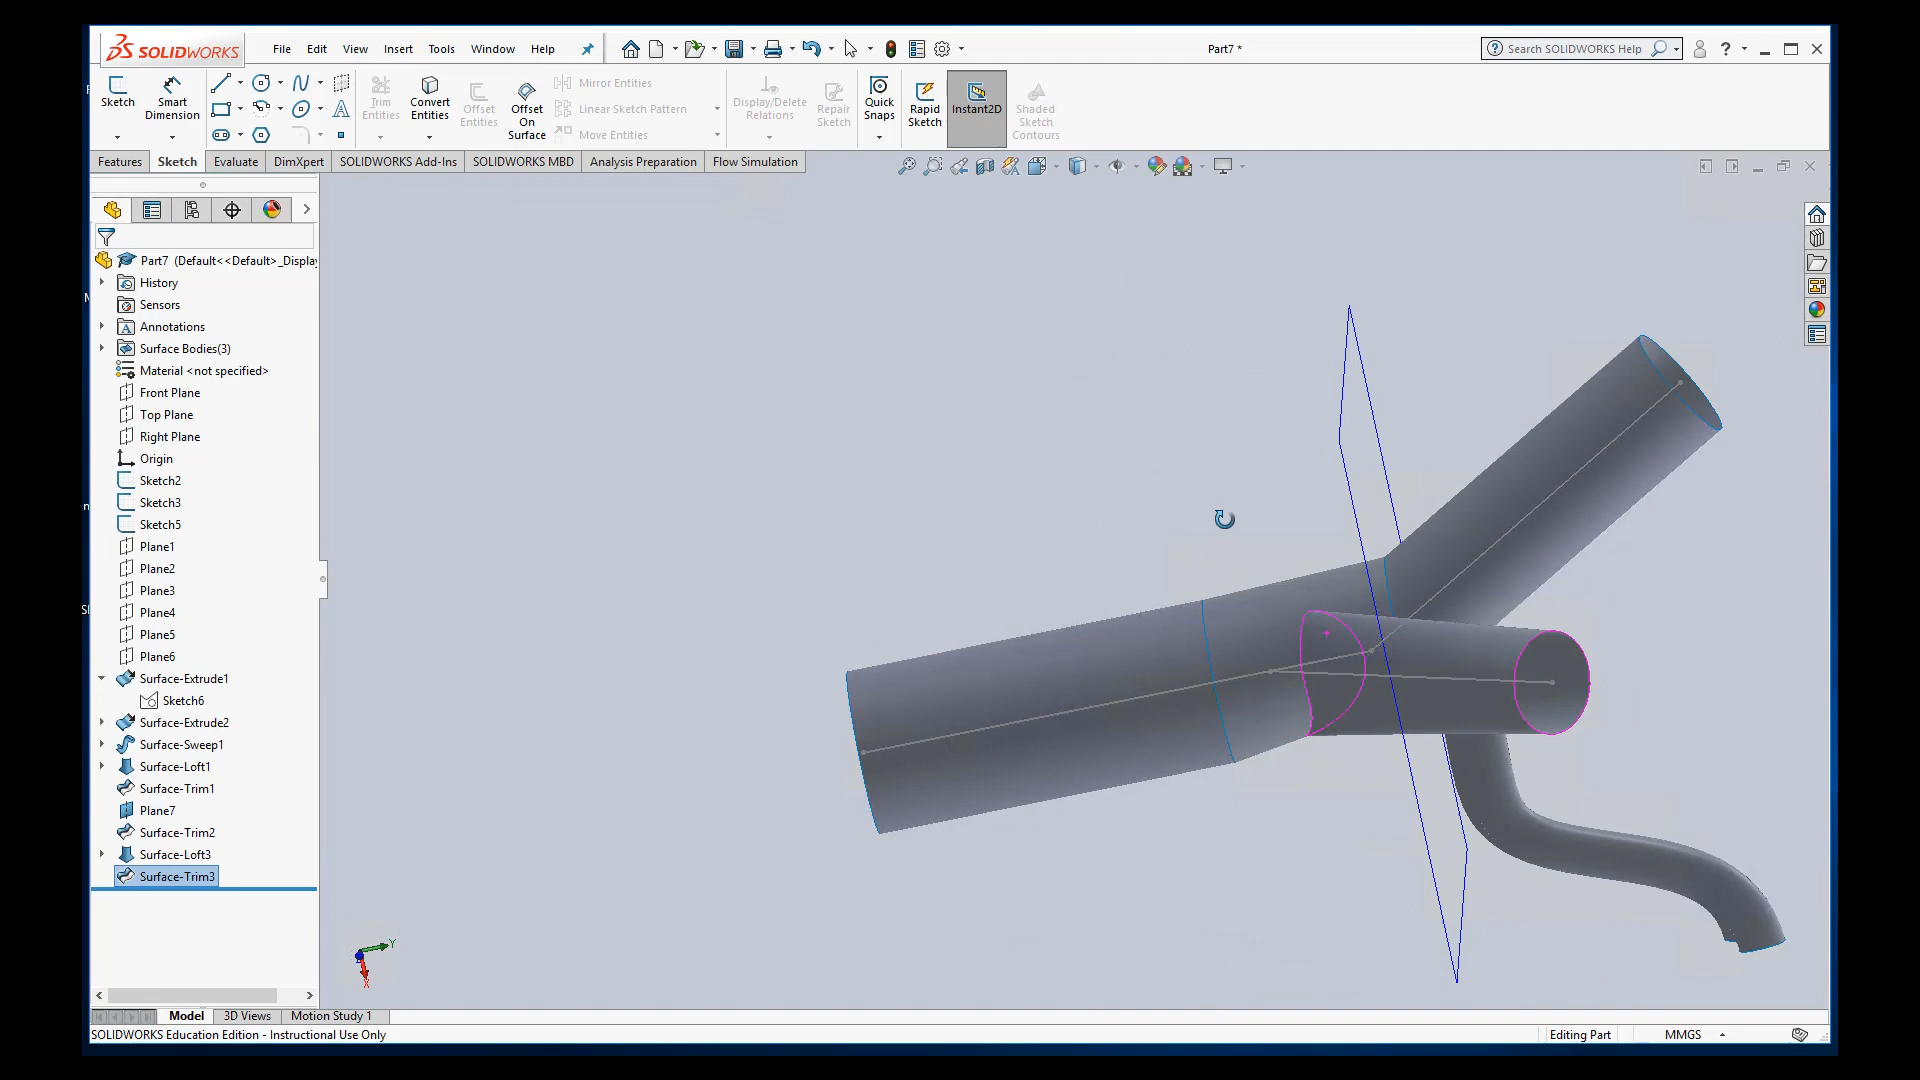 SOLIDWORKS
File Edit View Insert Tools Window Help
Part7 *
Search SOLIDWORKS Help
Sketch
Smart Dimension
Trim Entities
Convert Entities
Offset Entities
Offset On Surface
Mirror Entities
Linear Sketch Pattern
Move Entities
Display/Delete Relations
Repair Sketch
Quick Snaps
Rapid Sketch
Instant2D
Shaded Sketch Contours
Features Sketch Evaluate DimXpert SOLIDWORKS Add-Ins SOLIDWORKS MBD Analysis Preparation Flow Simulation
Part7 (Default<<Default>_Display
History
Sensors
Annotations
Surface Bodies(3)
Material <not specified>
Front Plane
Top Plane
Right Plane
Origin
Sketch2
Sketch3
Sketch5
Plane1
Plane2
Plane3
Plane4
Plane5
Plane6
Surface-Extrude1
Sketch6
Surface-Extrude2
Surface-Sweep1
Surface-Loft1
Surface-Trim1
Plane7
Surface-Trim2
Surface-Loft3
Surface-Trim3
Y
X
Model 3D Views Motion Study 1
SOLIDWORKS Education Edition - Instructional Use Only
Editing Part
MMGS